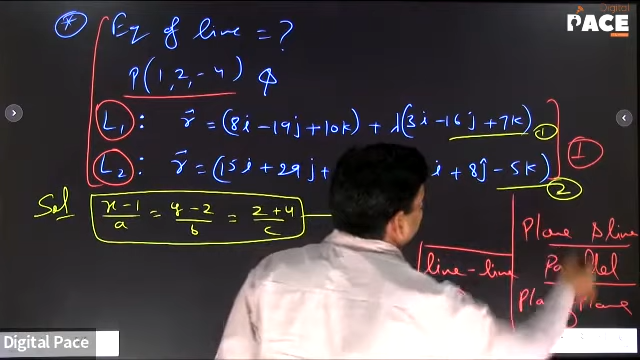 * Eq of line = ?
P(1, 2, -4) &
L₁ : r⃗ = (8i - 19j + 10k) + λ(3i - 16j + 7k) ①
L₂ : r⃗ = (15i + 29j + i + 8j - 5k) ②
①
Sol x-1/a = y-2/b = z+4/c
line - line
Plane & line
Parallel
Plane
Digital
PACE
Digital Pace